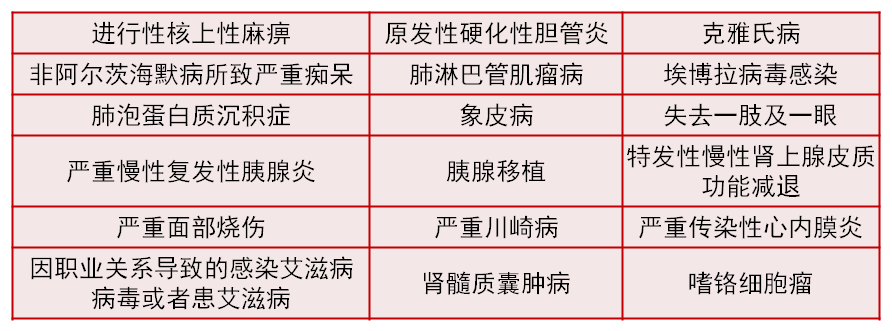 进行性核上性麻痹
原发性硬化性胆管炎
克雅氏病
非阿尔茨海默病所致严重痴呆
肺淋巴管肌瘤病
埃博拉病毒感染
肺泡蛋白质沉积症
象皮病
失去一肢及一眼
严重慢性复发性胰腺炎
胰腺移植
特发性慢性肾上腺皮质
功能减退
严重面部烧伤
严重川崎病
严重传染性心内膜炎
因职业关系导致的感染艾滋病
病毒或者患艾滋病
肾髓质囊肿病
嗜铬细胞瘤